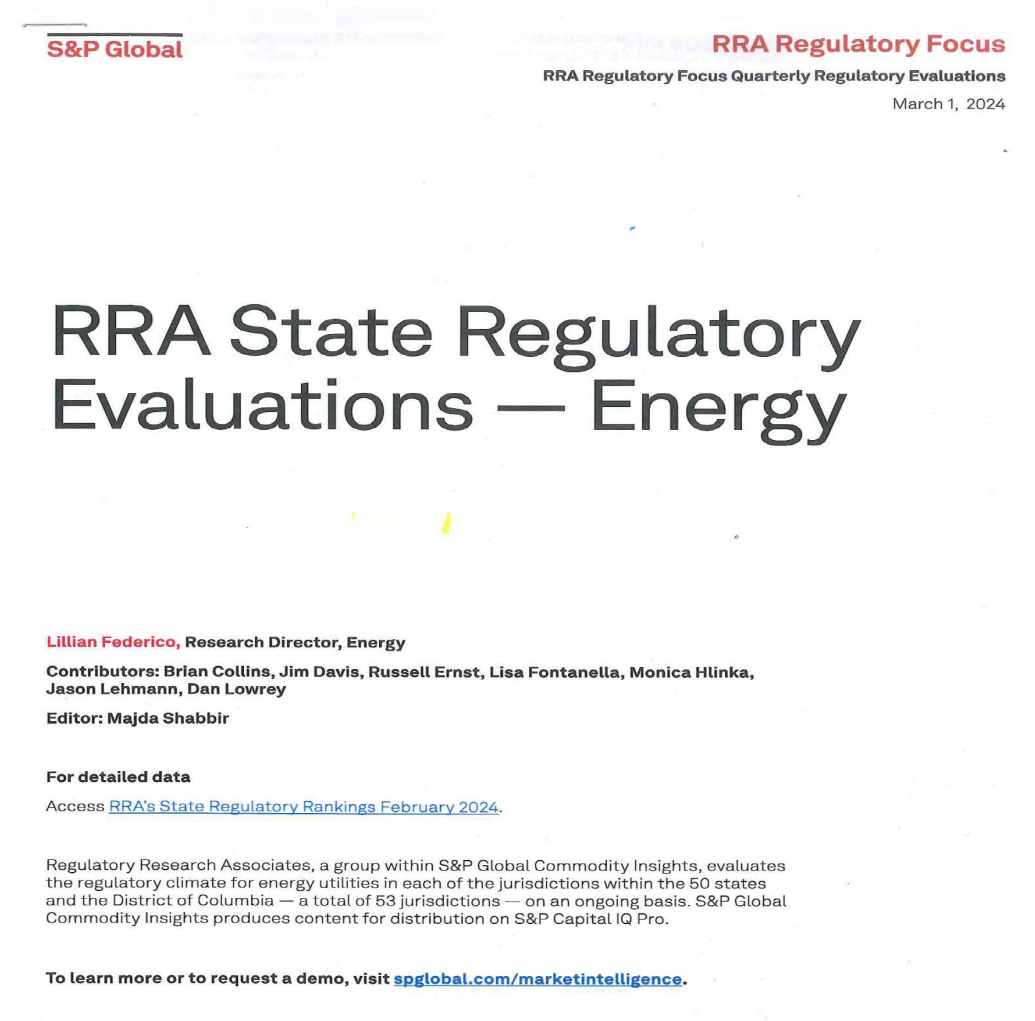 S&P Global
RRA Regulatory Focus
RRA Regulatory Focus Quarterly Regulatory Evaluations
March 1, 2024
RRA State Regulatory
Evaluations — Energy
Lillian Federico, Research Director, Energy
Contributors: Brian Collins, Jim Davis, Russell Ernst, Lisa Fontanella, Monica Hlinka,
Jason Lehmann, Dan Lowrey
Editor: Majda Shabbir
For detailed data
Access RRA's State Regulatory Rankings February 2024.
Regulatory Research Associates, a group within S&P Global Commodity Insights, evaluates
the regulatory climate for energy utilities in each of the jurisdictions within the 50 states
and the District of Columbia — a total of 53 jurisdictions — on an ongoing basis. S&P Global
Commodity Insights produces content for distribution on S&P Capital IQ Pro.
To learn more or to request a demo, visit spglobal.com/marketintelligence.